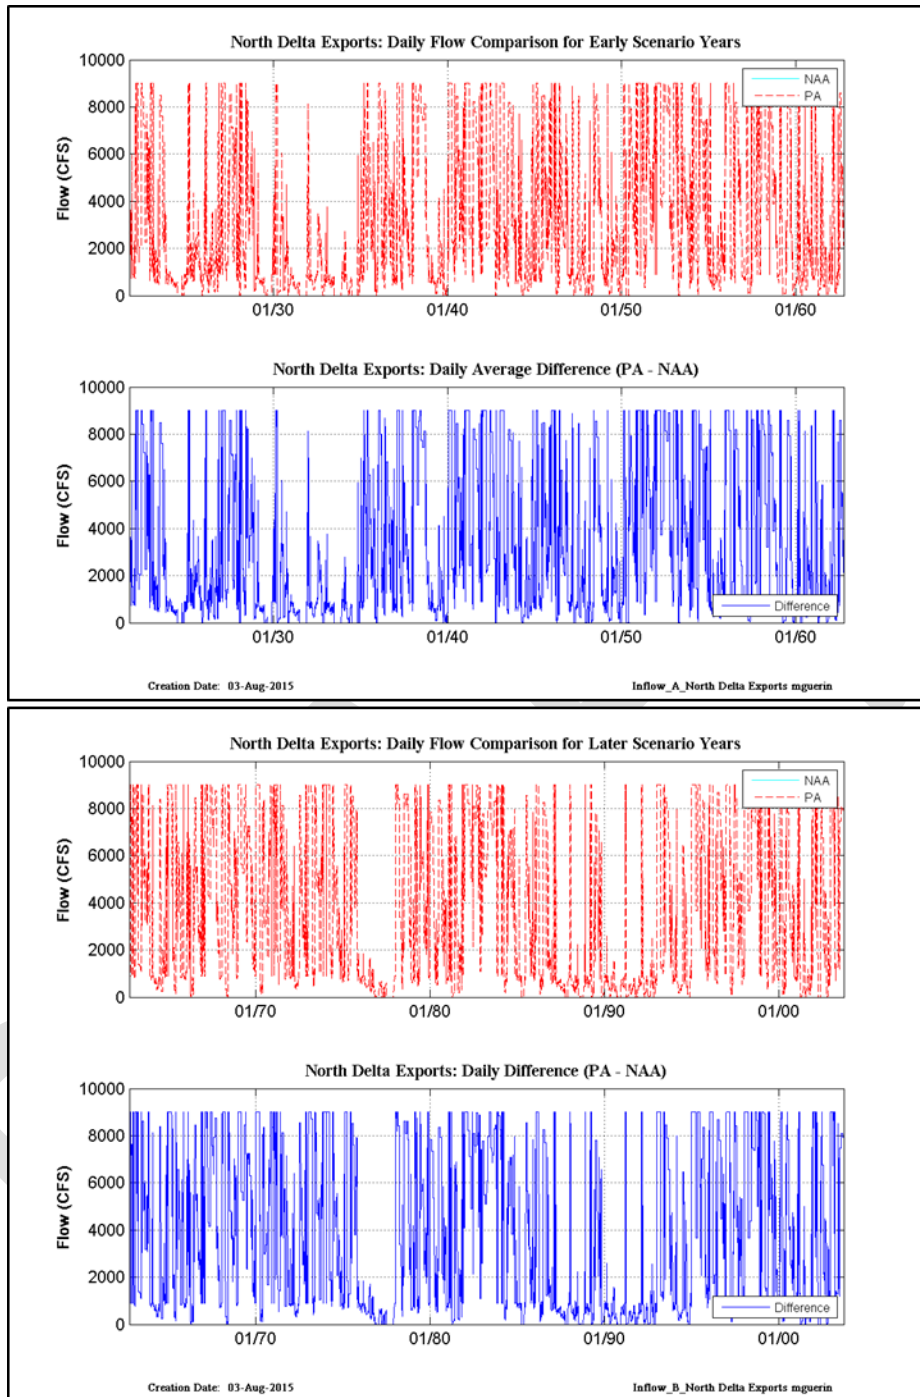 North Delta Exports: Daily Flow Comparison for Early Scenario Years
10000
8000
6000
4000
2000
0
Flow (CFS)
NAA
PA
01/30 01/40 01/50 01/60
North Delta Exports: Daily Average Difference (PA - NAA)
10000
8000
6000
4000
2000
0
Flow (CFS)
Difference
01/30 01/40 01/50 01/60
Creation Date: 03-Aug-2015 Inflow_A_North Delta Exports mguerin
North Delta Exports: Daily Flow Comparison for Later Scenario Years
10000
8000
6000
4000
2000
0
Flow (CFS)
NAA
PA
01/70 01/80 01/90 01/00
North Delta Exports: Daily Difference (PA - NAA)
10000
8000
6000
4000
2000
0
Flow (CFS)
Difference
01/70 01/80 01/90 01/00
Creation Date: 03-Aug-2015 Inflow_B_North Delta Exports mguerin